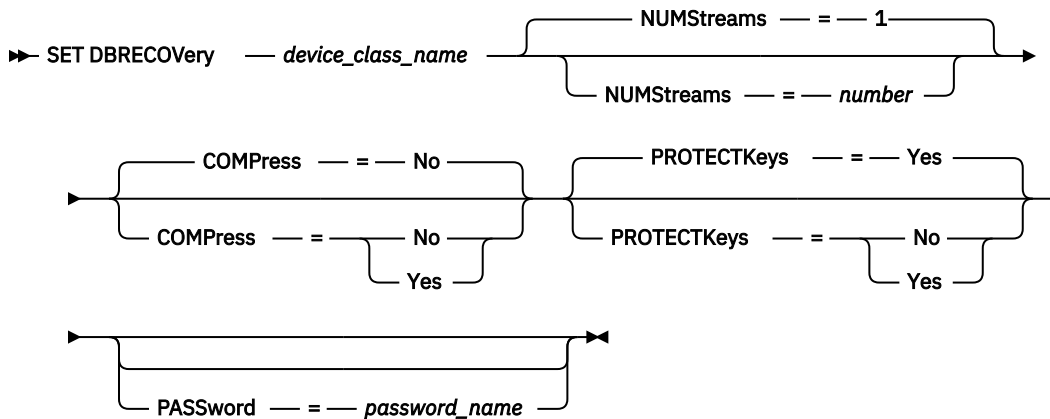 NUMStreams = 1
SET DBRECOVery device_class_name
NUMStreams = number
COMPress = No PROTECTKeys = Yes
COMPress = No PROTECTKeys = No
Yes Yes
PASSword = password_name